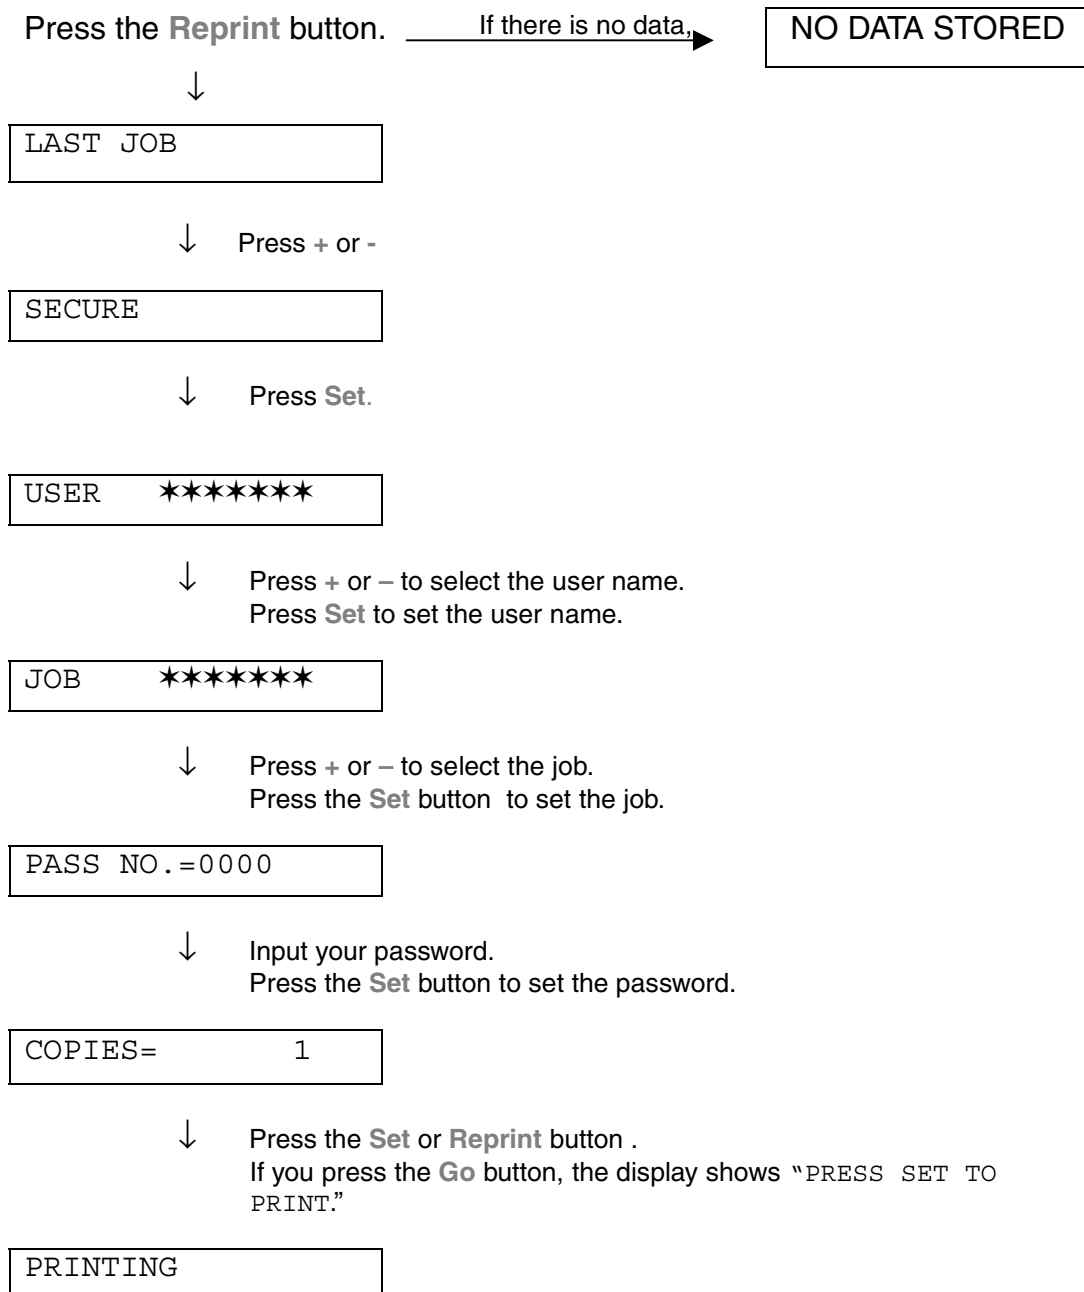 Press the Reprint button. If there is no data, NO DATA STORED
↓
LAST JOB
↓ Press + or -
SECURE
↓ Press Set.
USER ✶✶✶✶✶✶✶
↓ Press + or – to select the user name.
Press Set to set the user name.
JOB ✶✶✶✶✶✶✶
↓ Press + or – to select the job.
Press the Set button to set the job.
PASS NO.=0000
↓ Input your password.
Press the Set button to set the password.
COPIES= 1
↓ Press the Set or Reprint button .
If you press the Go button, the display shows “PRESS SET TO
PRINT.”
PRINTING